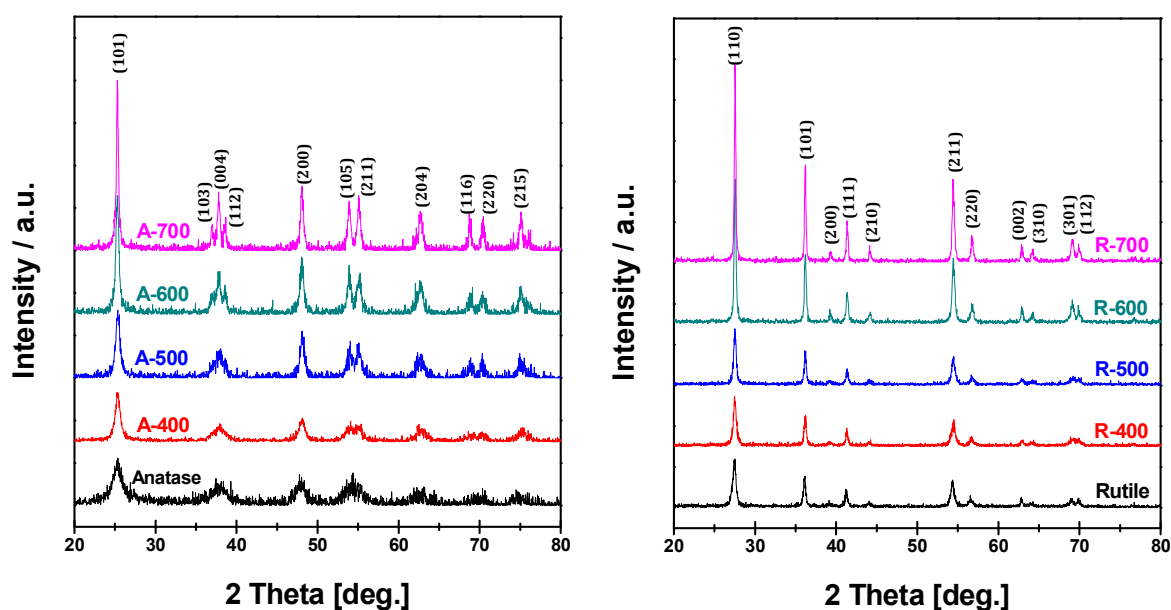 (101)
(103)
(004)
(112)
(200)
(105)
(211)
(204)
(116)
(220)
(215)
A-700
A-600
A-500
A-400
Anatase
Intensity / a.u.
20 30 40 50 60 70 80
2 Theta [deg.]
(110)
(101)
(200)
(111)
(210)
(211)
(220)
(002)
(310)
(301)
(112)
R-700
R-600
R-500
R-400
Rutile
Intensity / a.u.
20 30 40 50 60 70 80
2 Theta [deg.]